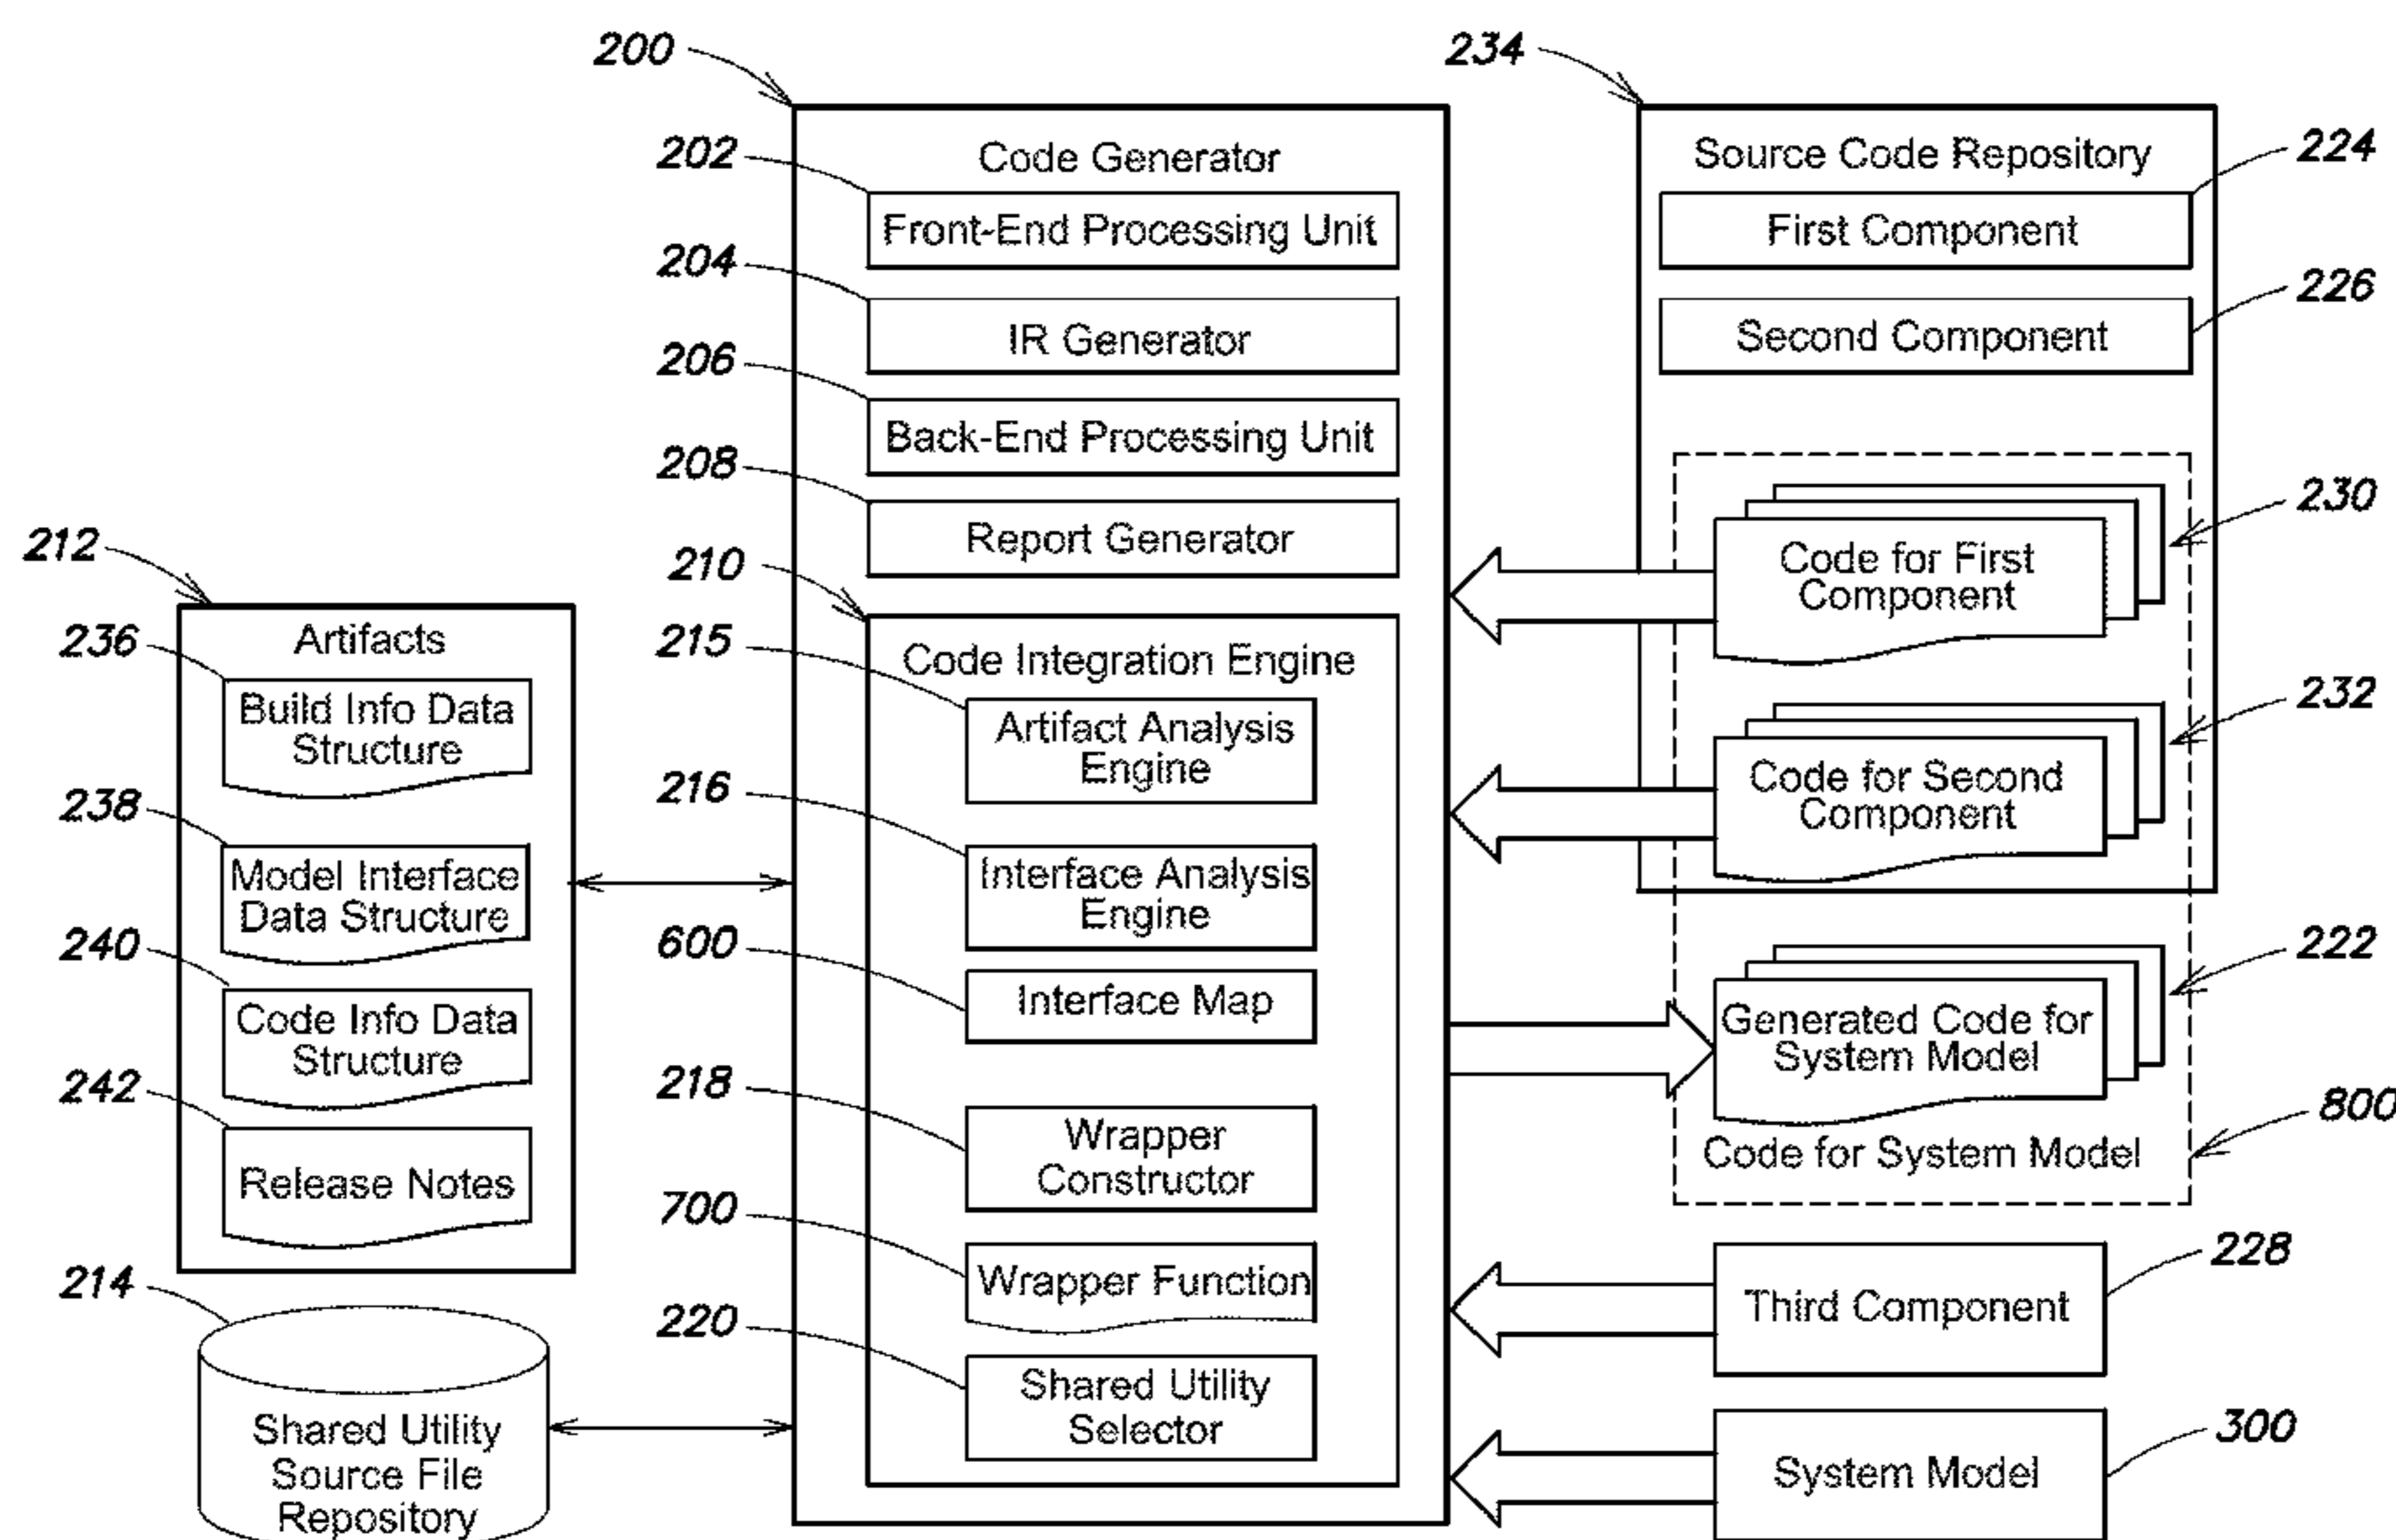 200
234
202
Code Generator
Source Code Repository
224
Front-End Processing Unit
First Component
204
226
IR Generator
Second Component
206
Back-End Processing Unit
208
230
Report Generator
Code for First
Component
212
210
Artifacts
236
215
Code Integration Engine
232
Build Info Data
Structure
Artifact Analysis
Engine
Code for Second
Component
238
216
Model Interface
Data Structure
Interface Analysis
Engine
240
600
222
Code Info Data
Structure
Interface Map
Generated Code for
System Model
242
218
800
Release Notes
Wrapper
Constructor
Code for System Model
700
228
214
Wrapper Function
Third Component
220
Shared Utility
Source File
Repository
Shared Utility
Selector
300
System Model